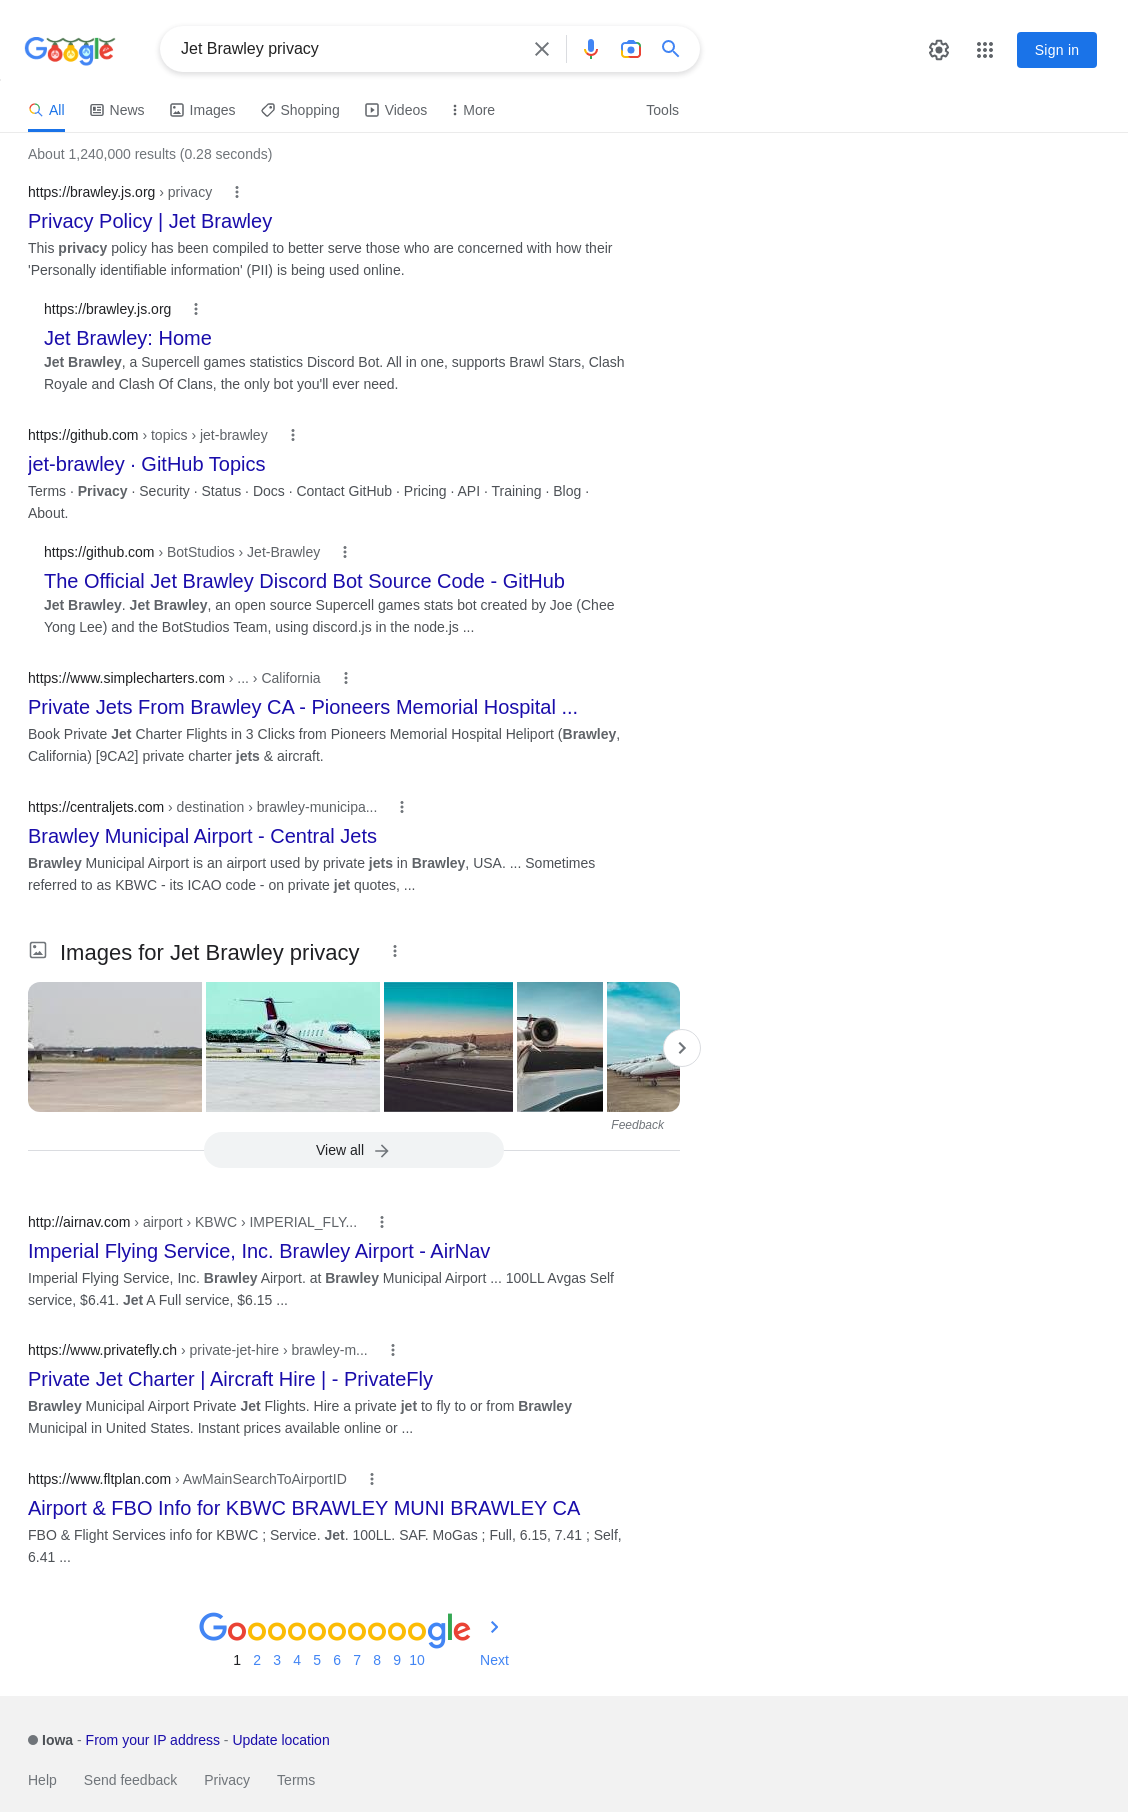 Google
Jet Brawley privacy
Sign in
All
News
Images
Shopping
Videos
More
Tools
About 1,240,000 results (0.28 seconds)
https://brawley.js.org › privacy
Privacy Policy | Jet Brawley
This privacy policy has been compiled to better serve those who are concerned with how their
'Personally identifiable information' (PII) is being used online.
https://brawley.js.org
Jet Brawley: Home
Jet Brawley, a Supercell games statistics Discord Bot. All in one, supports Brawl Stars, Clash
Royale and Clash Of Clans, the only bot you'll ever need.
https://github.com › topics › jet-brawley
jet-brawley · GitHub Topics
Terms · Privacy · Security · Status · Docs · Contact GitHub · Pricing · API · Training · Blog ·
About.
https://github.com › BotStudios › Jet-Brawley
The Official Jet Brawley Discord Bot Source Code - GitHub
Jet Brawley. Jet Brawley, an open source Supercell games stats bot created by Joe (Chee
Yong Lee) and the BotStudios Team, using discord.js in the node.js ...
https://www.simplecharters.com › ... › California
Private Jets From Brawley CA - Pioneers Memorial Hospital ...
Book Private Jet Charter Flights in 3 Clicks from Pioneers Memorial Hospital Heliport (Brawley,
California) [9CA2] private charter jets & aircraft.
https://centraljets.com › destination › brawley-municipa...
Brawley Municipal Airport - Central Jets
Brawley Municipal Airport is an airport used by private jets in Brawley, USA. ... Sometimes
referred to as KBWC - its ICAO code - on private jet quotes, ...
Images for Jet Brawley privacy
Feedback
View all
http://airnav.com › airport › KBWC › IMPERIAL_FLY...
Imperial Flying Service, Inc. Brawley Airport - AirNav
Imperial Flying Service, Inc. Brawley Airport. at Brawley Municipal Airport ... 100LL Avgas Self
service, $6.41. Jet A Full service, $6.15 ...
https://www.privatefly.ch › private-jet-hire › brawley-m...
Private Jet Charter | Aircraft Hire | - PrivateFly
Brawley Municipal Airport Private Jet Flights. Hire a private jet to fly to or from Brawley
Municipal in United States. Instant prices available online or ...
https://www.fltplan.com › AwMainSearchToAirportID
Airport & FBO Info for KBWC BRAWLEY MUNI BRAWLEY CA
FBO & Flight Services info for KBWC ; Service. Jet. 100LL. SAF. MoGas ; Full, 6.15, 7.41 ; Self,
6.41 ...
Goooooooooogle
1 2 3 4 5 6 7 8 9 10 Next
Iowa - From your IP address - Update location
Help Send feedback Privacy Terms